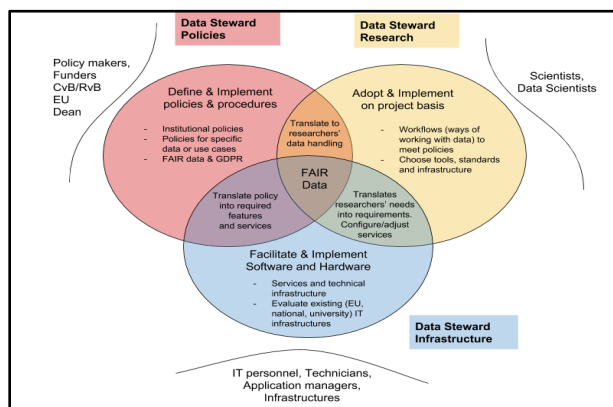 Data Steward
Policies
Data Steward
Research
Policy makers,
Funders
CvB/RvB
EU
Dean
Define & Implement
policies & procedures
- Institutional policies
- Policies for specific
data or use cases
- FAIR data & GDPR
Translate to
researchers'
data handling
Adopt & Implement
on project basis
- Workflows (ways of
working with data) to
meet policies
- Choose tools, standards
and infrastructure
Scientists,
Data Scientists
FAIR
Data
Translate policy
into required
features
and services
Translates
researchers' needs
into requirements.
Configure/adjust
services
Facilitate & Implement
Software and Hardware
- Services and technical
infrastructure
- Evaluate existing (EU,
national, university) IT
infrastructures
Data Steward
Infrastructure
IT personnel, Technicians,
Application managers,
Infrastructures